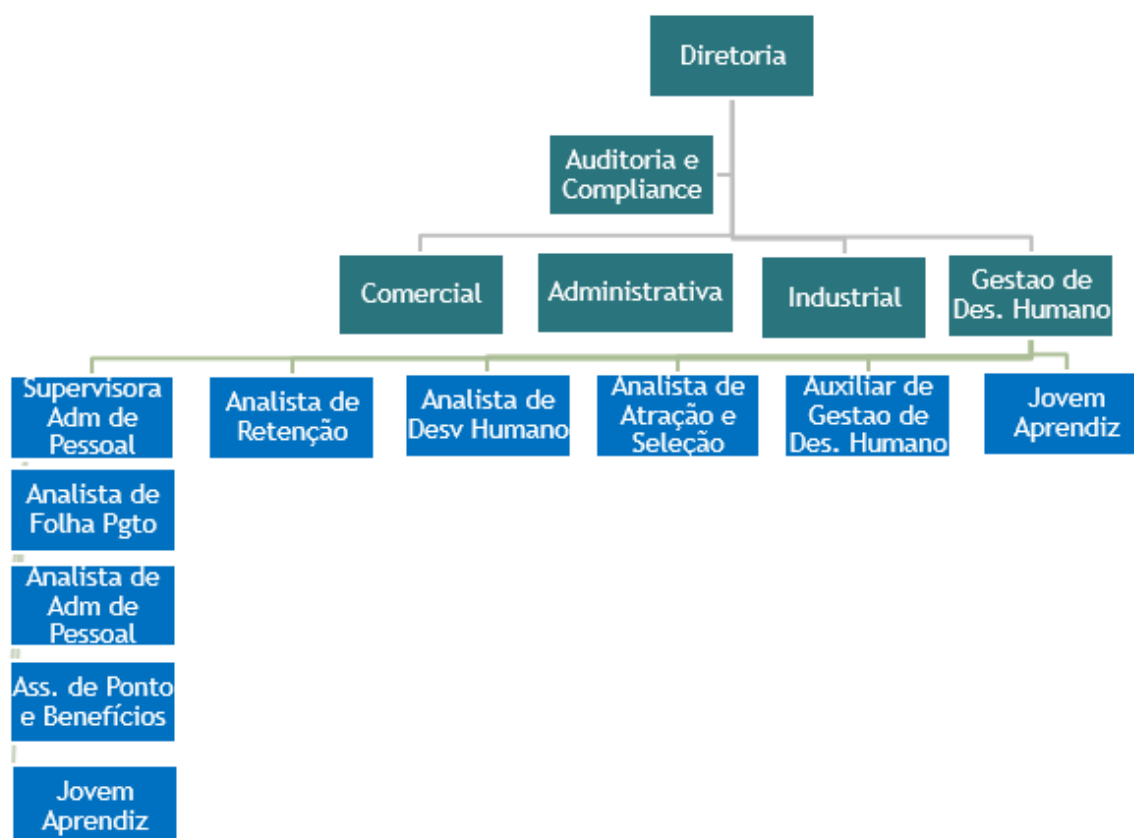 Diretoria
Auditoria e
Compliance
Comercial
Administrativa
Industrial
Gestao de
Des. Humano
Supervisora
Adm de
Pessoal
Analista de
Retenção
Analista de
Desv Humano
Analista de
Atração e
Seleção
Auxiliar de
Gestao de
Des. Humano
Jovem
Aprendiz
Analista de
Folha Pgto
Analista de
Adm de
Pessoal
Ass. de Ponto
e Benefícios
Jovem
Aprendiz